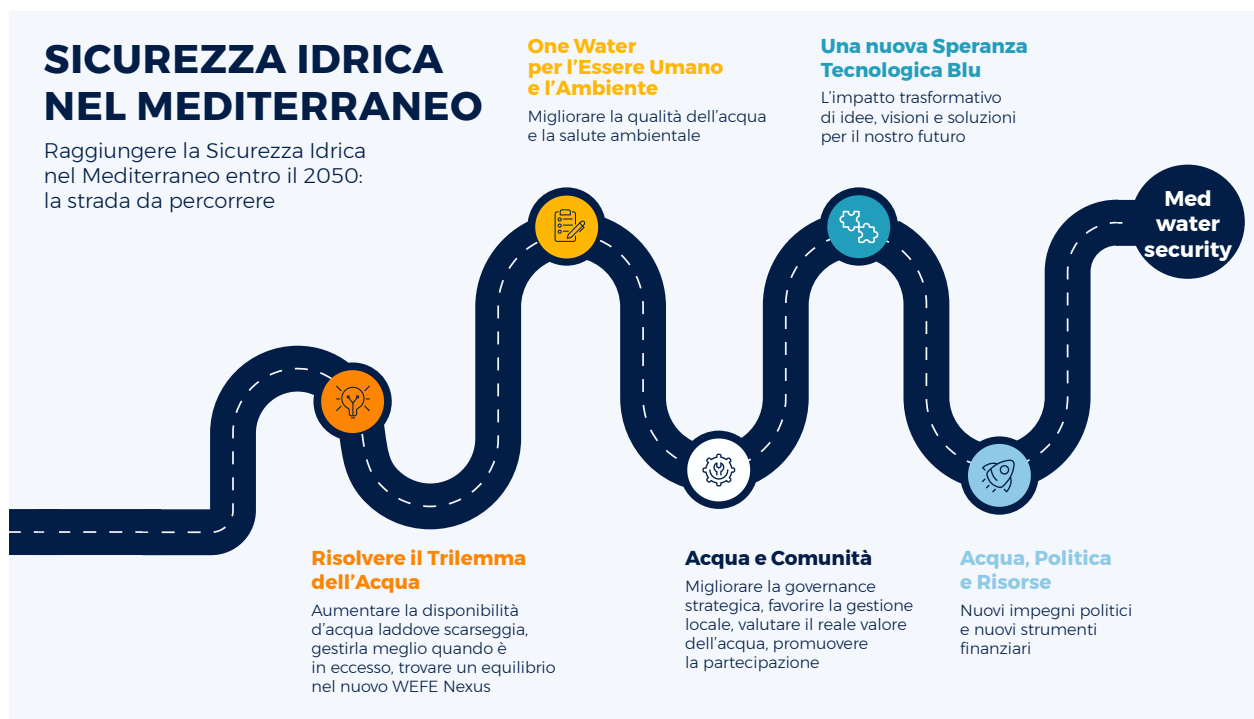 SICUREZZA IDRICA
NEL MEDITERRANEO
Raggiungere la Sicurezza Idrica
nel Mediterraneo entro il 2050:
la strada da percorrere
One Water
per l'Essere Umano
e l'Ambiente
Migliorare la qualità dell'acqua
e la salute ambientale
Una nuova Speranza
Tecnologica Blu
L'impatto trasformativo
di idee, visioni e soluzioni
per il nostro futuro
Med
water
security
Risolvere il Trilemma
dell'Acqua
Aumentare la disponibilità
d'acqua laddove scarseggia,
gestirla meglio quando è
in eccesso, trovare un equilibrio
nel nuovo WEFE Nexus
Acqua e Comunità
Migliorare la governance
strategica, favorire la gestione
locale, valutare il reale valore
dell'acqua, promuovere
la partecipazione
Acqua, Politica
e Risorse
Nuovi impegni politici
e nuovi strumenti
finanziari